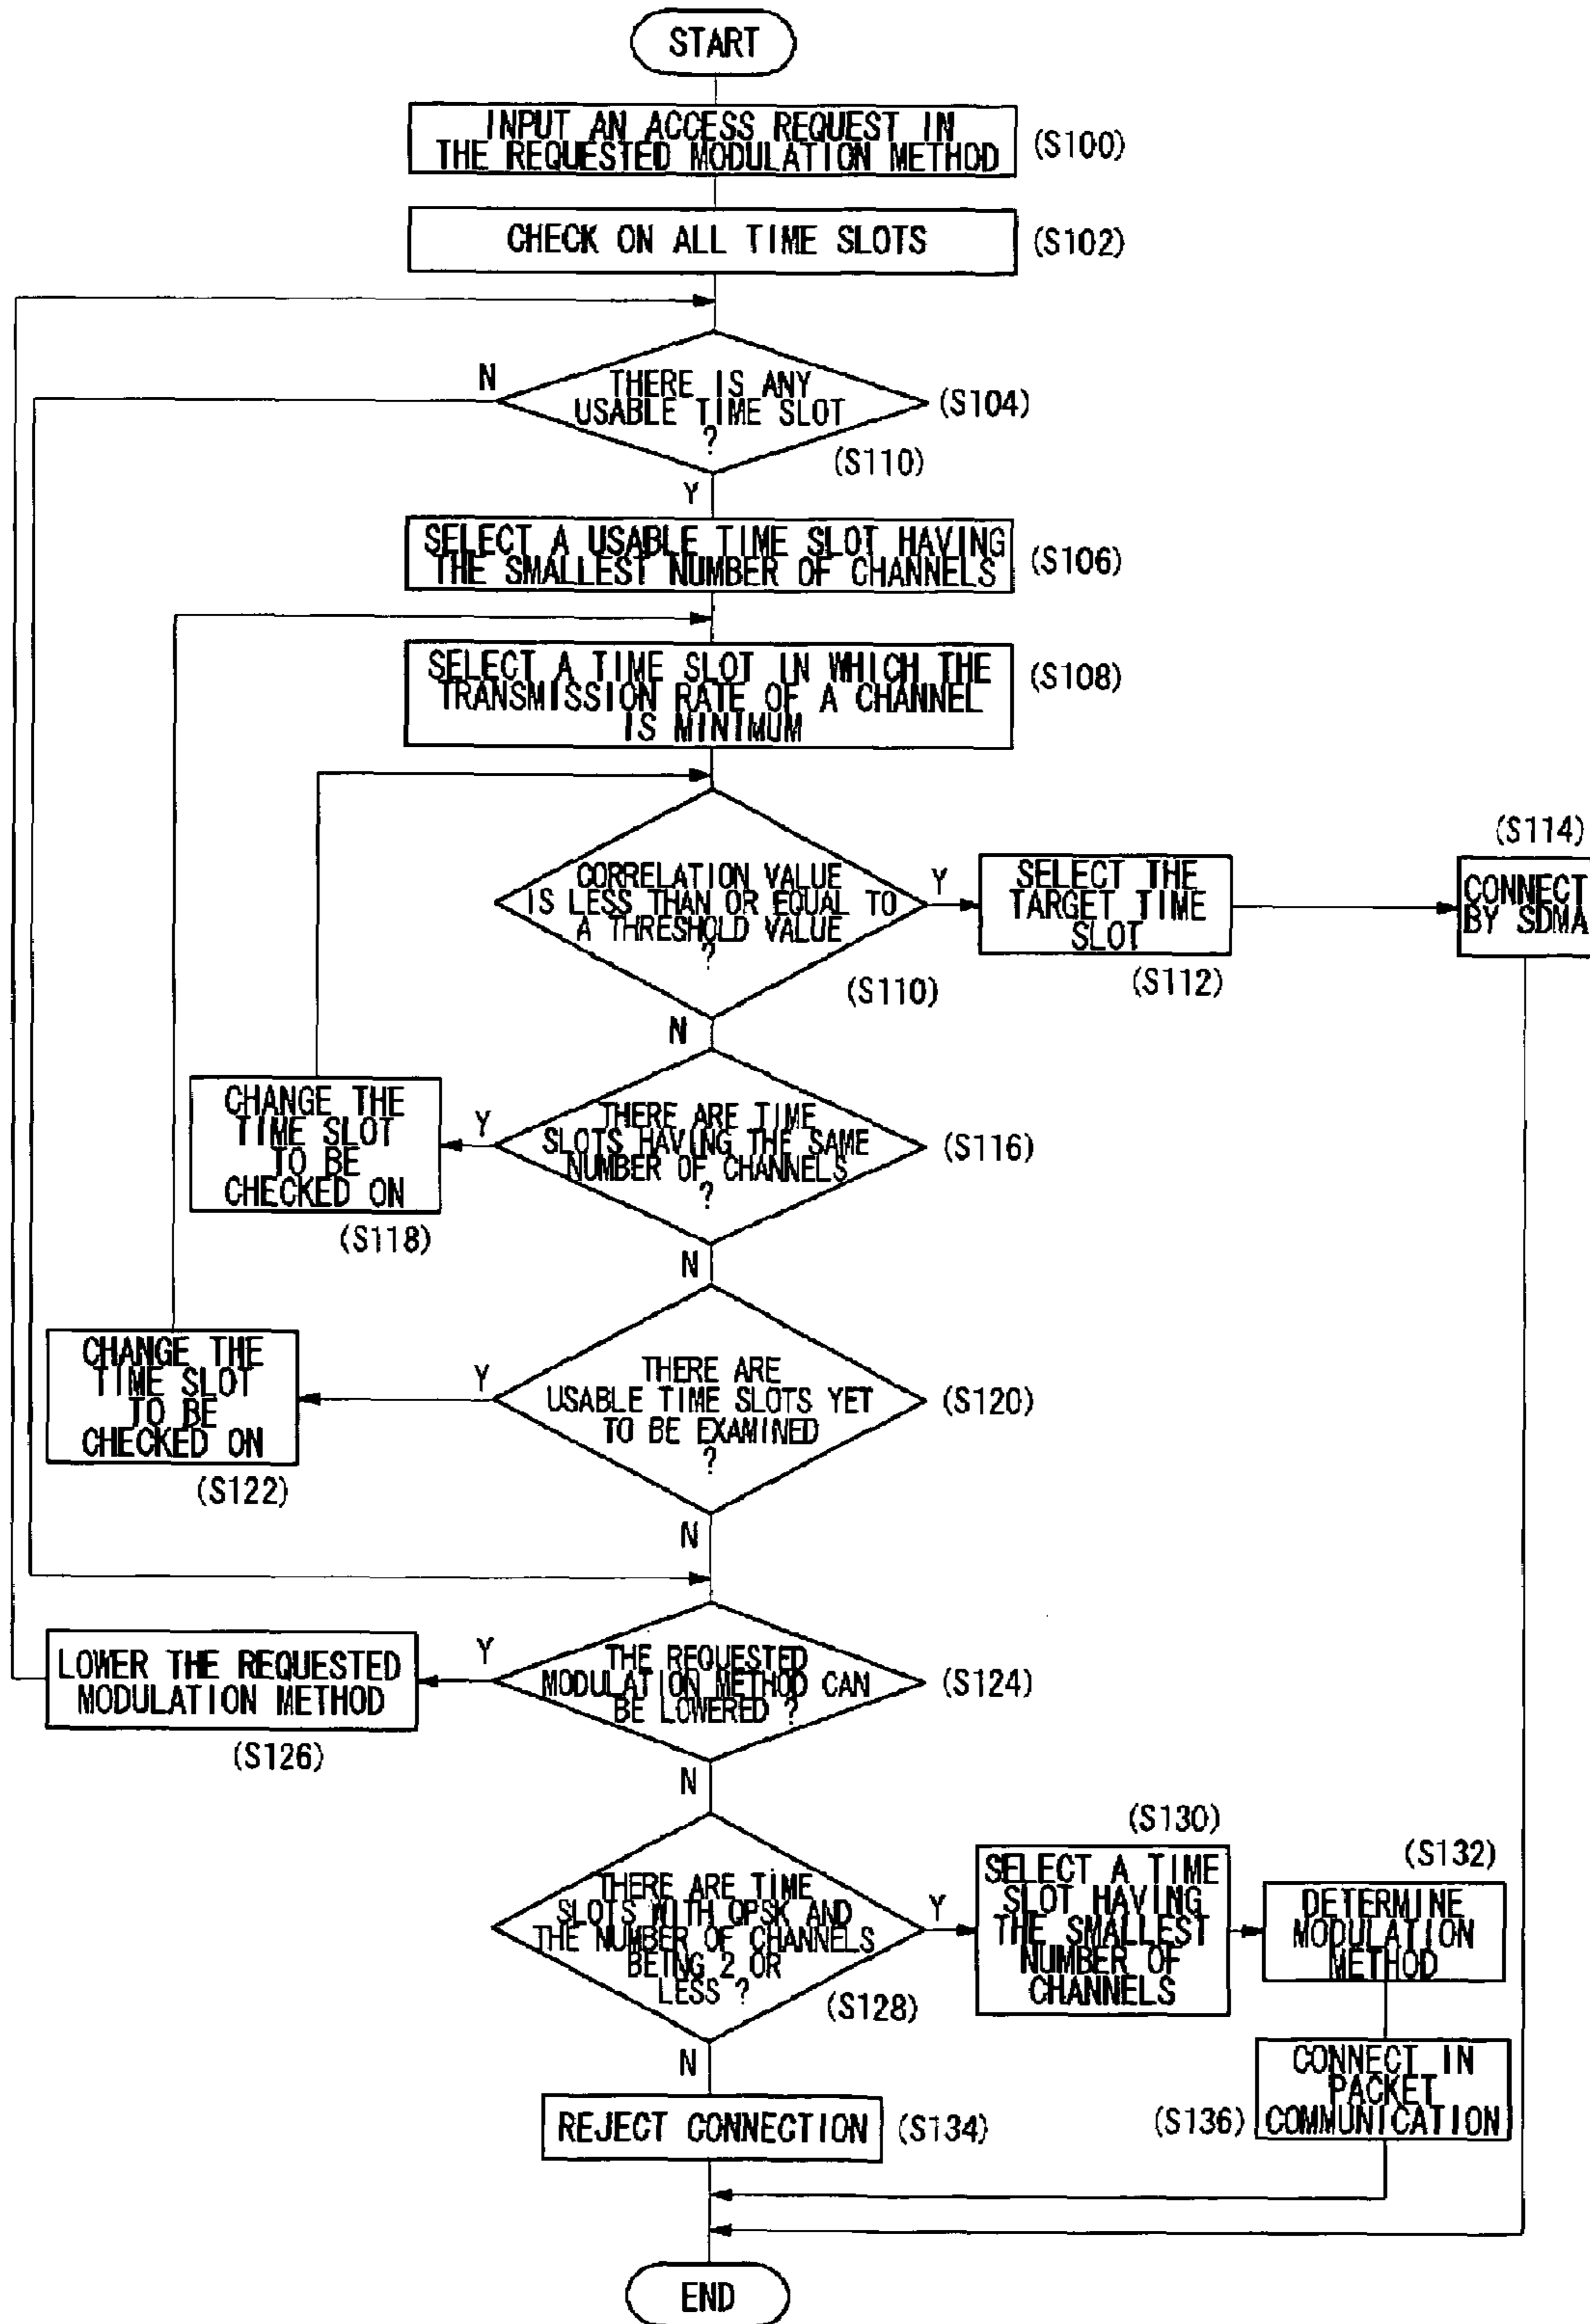 START
INPUT AN ACCESS REQUEST IN
THE REQUESTED MODULATION METHOD
(S100)
CHECK ON ALL TIME SLOTS
(S102)
N
THERE IS ANY
USABLE TIME SLOT
?
(S104)
(S110)
Y
SELECT A USABLE TIME SLOT HAVING
THE SMALLEST NUMBER OF CHANNELS
(S106)
SELECT A TIME SLOT IN WHICH THE
TRANSMISSION RATE OF A CHANNEL
IS MINIMUM
(S108)
CORRELATION VALUE
IS LESS THAN OR EQUAL TO
A THRESHOLD VALUE
?
(S110)
Y
SELECT THE
TARGET TIME
SLOT
(S112)
(S114)
CONNECT
BY SDMA
N
CHANGE THE
TIME SLOT
TO BE
CHECKED ON
(S118)
Y
THERE ARE TIME
SLOTS HAVING THE SAME
NUMBER OF CHANNELS
?
(S116)
N
CHANGE THE
TIME SLOT
TO BE
CHECKED ON
(S122)
Y
THERE ARE
USABLE TIME SLOTS YET
TO BE EXAMINED
?
(S120)
N
LOWER THE REQUESTED
MODULATION METHOD
(S126)
Y
THE REQUESTED
MODULATION METHOD CAN
BE LOWERED ?
(S124)
N
THERE ARE TIME
SLOTS WITH QPSK AND
THE NUMBER OF CHANNELS
BEING 2 OR
LESS ?
(S128)
Y
(S130)
SELECT A TIME
SLOT HAVING
THE SMALLEST
NUMBER OF
CHANNELS
(S132)
DETERMINE
MODULATION
METHOD
N
REJECT CONNECTION
(S134)
(S136)
CONNECT IN
PACKET
COMMUNICATION
END